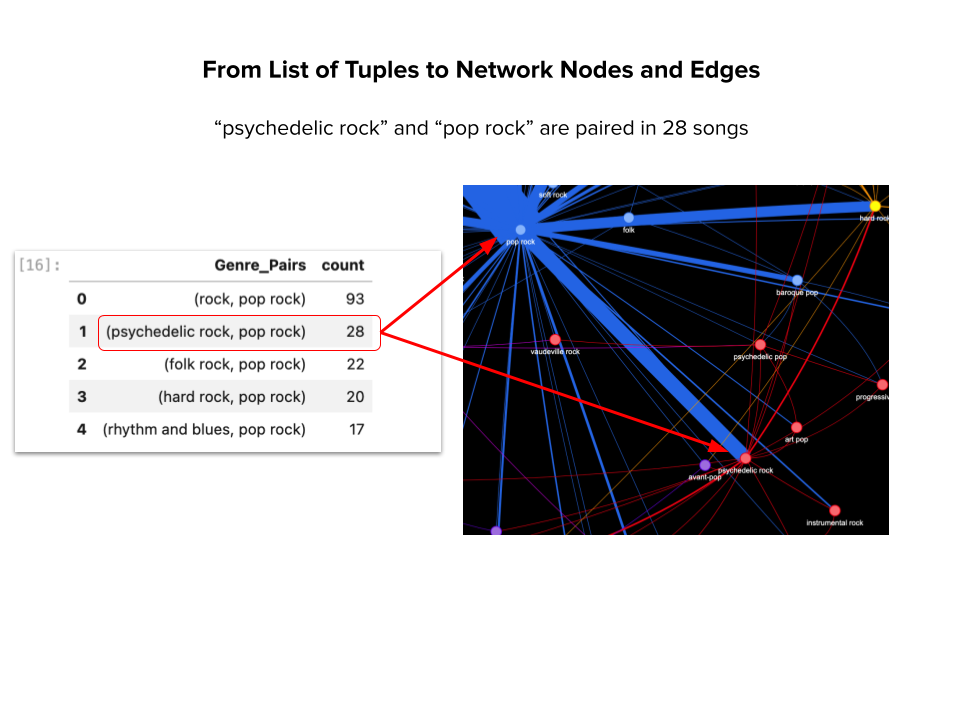 From List of Tuples to Network Nodes and Edges
“psychedelic rock” and “pop rock” are paired in 28 songs
[16]:
Genre_Pairs count
0 (rock, pop rock) 93
1 (psychedelic rock, pop rock) 28
2 (folk rock, pop rock) 22
3 (hard rock, pop rock) 20
4 (rhythm and blues, pop rock) 17
soft rock
hard rock
folk
pop rock
baroque pop
vaudeville rock
psychedelic pop
progressiv
art pop
psychedelic rock
avant-pop
instrumental rock